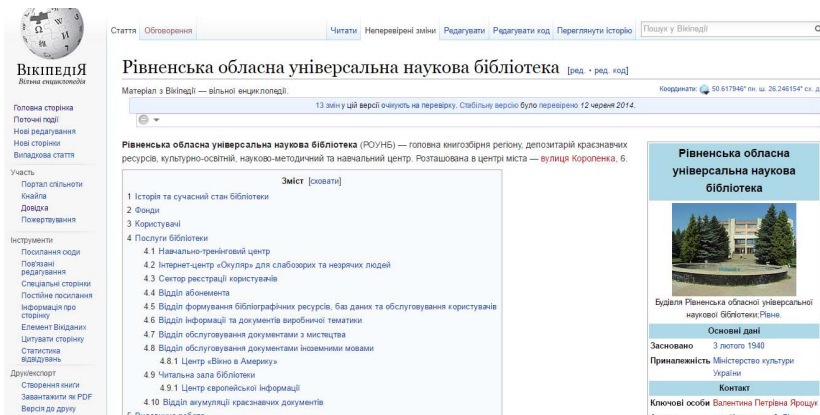 ВІКІПЕДІЯ
Вільна енциклопедія
Головна сторінка
Поточні події
Нові редагування
Нові сторінки
Випадкова стаття
Участь
Портал спільноти
Кнайпа
Довідка
Пожертвування
Інструменти
Посилання сюди
Пов'язані
редагування
Спеціальні сторінки
Постійне посилання
Інформація про
сторінку
Елемент Вікіданих
Цитувати сторінку
Статистика
відвідувань
Друк/експорт
Створення книги
Завантажити як PDF
Версія до друку
Стаття Обговорення Читати Неперевірені зміни Редагувати Редагувати код Переглянути історію Пошук у Вікіпедії
Рівненська обласна універсальна наукова бібліотека [ред. • ред. код]
Матеріал з Вікіпедії — вільної енциклопедії.
Координати: 50.617946° пн. ш. 26.246154° сх. д
13 змін у цій версії очікують на перевірку. Стабільну версію було перевірено 12 червня 2014.
Рівненська обласна універсальна наукова бібліотека (РОУНБ) — головна книгозбірня регіону, депозитарій краєзнавчих
ресурсів, культурно-освітній, науково-методичний та навчальний центр. Розташована в центрі міста — вулиця Короленка, 6.
Зміст [сховати]
1 Історія та сучасний стан бібліотеки
2 Фонди
3 Користувачі
4 Послуги бібліотеки
4.1 Навчально-тренінговий центр
4.2 Інтернет-центр «Окуляр» для слабозорих та незрячих людей
4.3 Сектор реєстрації користувачів
4.4 Відділ абонемента
4.5 Відділ формування бібліографічних ресурсів, баз даних та обслуговування користувачів
4.6 Відділ інформації та документів виробничої тематики
4.7 Відділ обслуговування документами з мистецтва
4.8 Відділ обслуговування документами іноземними мовами
4.8.1 Центр «Вікно в Америку»
4.9 Читальна зала бібліотеки
4.9.1 Центр європейської інформації
4.10 Відділ акумуляції краєзнавчих документів
Рівненська обласна
універсальна наукова
бібліотека
Будівля Рівненська обласної універсальної
наукової бібліотеки,Рівне.
Основні дані
Засновано 3 лютого 1940
Приналежність Міністерство культури
України
Контакт
Ключові особи Валентина Петрівна Ярощук